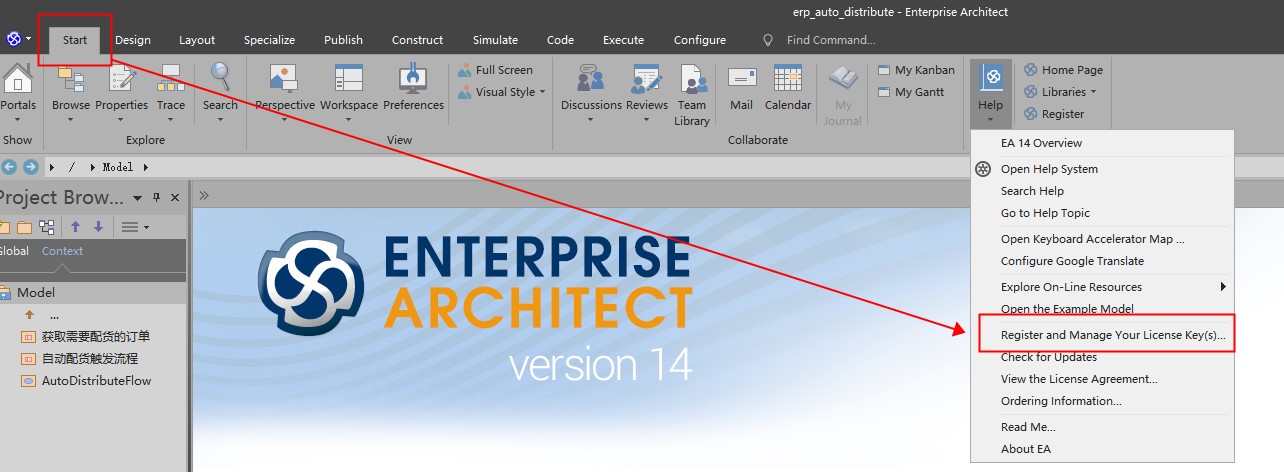 erp_auto_distribute - Enterprise Architect
Start Design Layout Specialize Publish Construct Simulate Code Execute Configure Find Command...
Portals Browse Properties Trace Search Perspective Workspace Preferences
Full Screen
Visual Style
Discussions Reviews Team Library Mail Calendar My Journal
My Kanban
My Gantt
Help
Home Page
Libraries
Register
Show Explore View Collaborate
/ Model
Project Brow...
Global Context
Model
...
获取需要配货的订单
自动配货触发流程
AutoDistributeFlow
ENTERPRISE
ARCHITECT
version 14
EA 14 Overview
Open Help System
Search Help
Go to Help Topic
Open Keyboard Accelerator Map ...
Configure Google Translate
Explore On-Line Resources
Open the Example Model
Register and Manage Your License Key(s)...
Check for Updates
View the License Agreement...
Ordering Information...
Read Me...
About EA